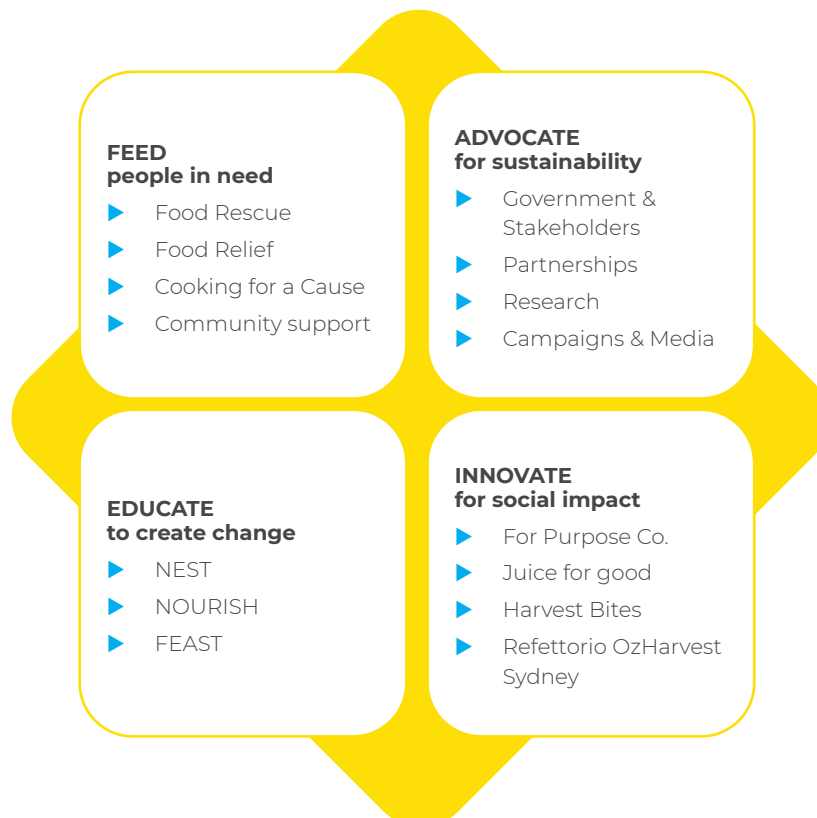 FEED
people in need
Food Rescue
Food Relief
Cooking for a Cause
Community support
ADVOCATE
for sustainability
Government &
Stakeholders
Partnerships
Research
Campaigns & Media
EDUCATE
to create change
NEST
NOURISH
FEAST
INNOVATE
for social impact
For Purpose Co.
Juice for good
Harvest Bites
Refettorio OzHarvest
Sydney